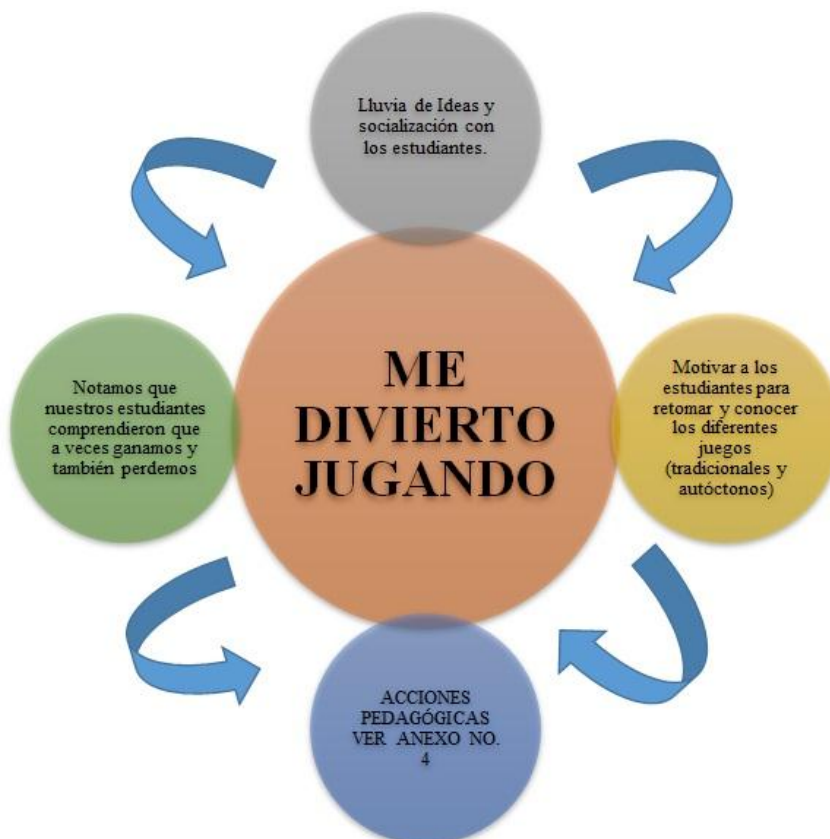 Lluvia de Ideas y
socialización con
los estudiantes.
Notamos que
nuestros estudiantes
comprendieron que
a veces ganamos y
también perdemos
ME
DIVIERTO
JUGANDO
Motivar a los
estudiantes para
retomar y conocer
los diferentes
juegos
(tradicionales y
autóctonos)
ACCIONES
PEDAGÓGICAS
VER ANEXO NO.
4